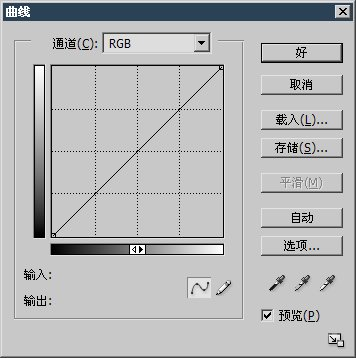 曲线
通道(C): RGB
好
取消
载入(L)...
存储(S)...
平滑(M)
自动
选项...
输入:
输出:
预览(P)